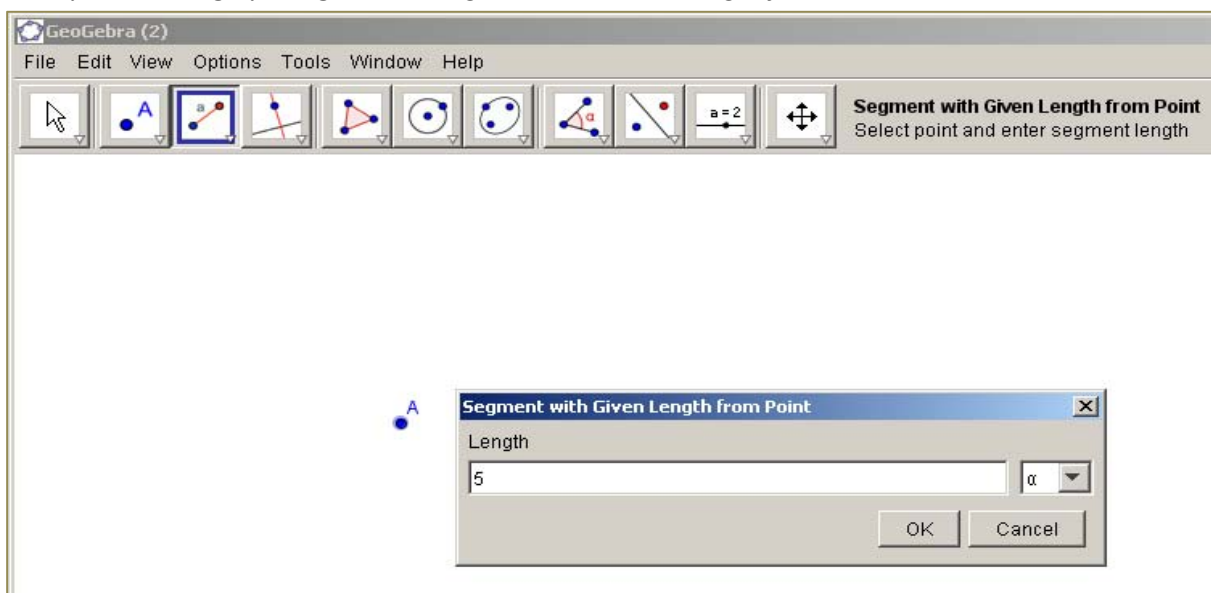 GeoGebra (2)
File Edit View Options Tools Window Help
A
a
α
a=2
Segment with Given Length from Point
Select point and enter segment length
A
Segment with Given Length from Point
Length
5
α
OK Cancel